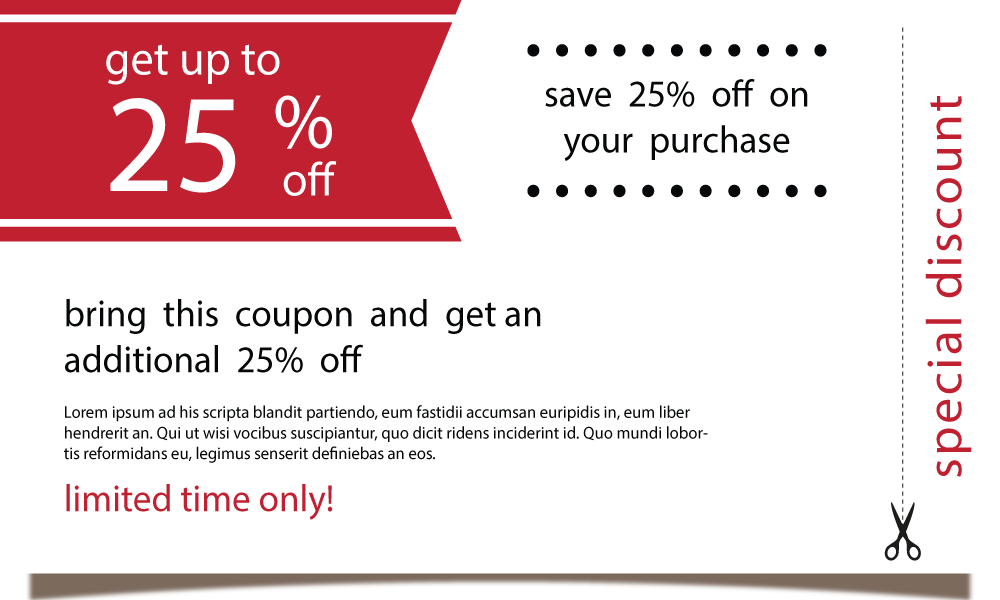 get up to
25 %
off
save 25% off on
your purchase
special discount
bring this coupon and get an
additional 25% off
Lorem ipsum ad his scripta blandit partiendo, eum fastidii accumsan euripidis in, eum liber
hendrerit an. Qui ut wisi vocibus suscipiantur, quo dicit ridens inciderint id. Quo mundi lobor-
tis reformidans eu, legimus senserit definiebas an eos.
limited time only!